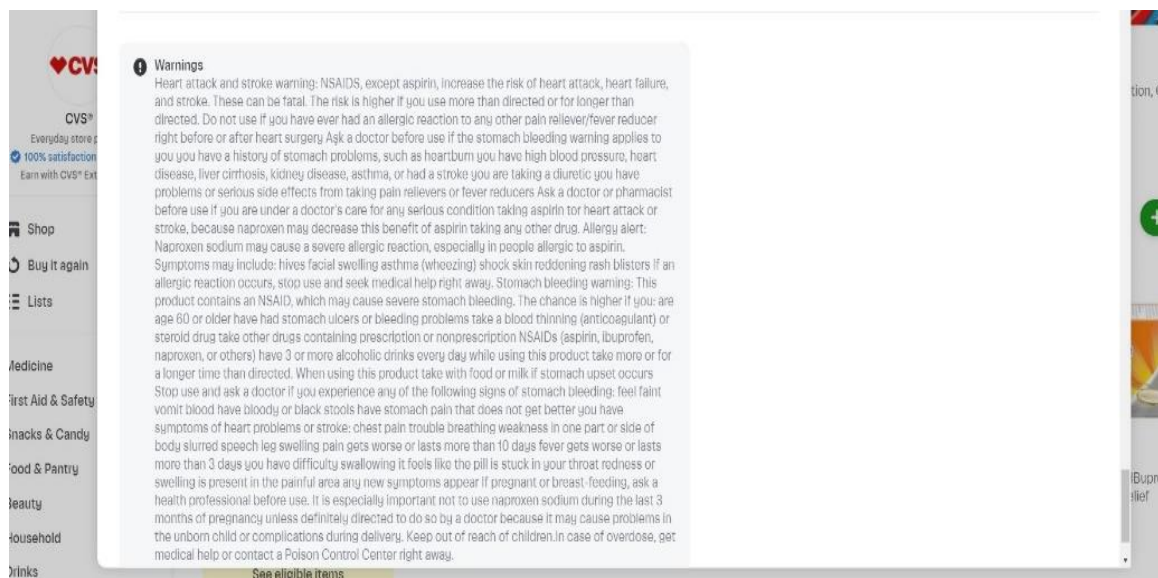 CVS
CVS®
Everyday store p
100% satisfaction
Earn with CVS® Ext
Shop
Buy it again
Lists
Medicine
First Aid & Safety
Snacks & Candy
Food & Pantry
Beauty
Household
Drinks
Warnings
Heart attack and stroke warning: NSAIDS, except aspirin, increase the risk of heart attack, heart failure,
and stroke. These can be fatal. The risk is higher if you use more than directed or for longer than
directed. Do not use if you have ever had an allergic reaction to any other pain reliever/fever reducer
right before or after heart surgery Ask a doctor before use if the stomach bleeding warning applies to
you you have a history of stomach problems, such as heartburn you have high blood pressure, heart
disease, liver cirrhosis, kidney disease, asthma, or had a stroke you are taking a diuretic you have
problems or serious side effects from taking pain relievers or fever reducers Ask a doctor or pharmacist
before use if you are under a doctor's care for any serious condition taking aspirin tor heart attack or
stroke, because naproxen may decrease this benefit of aspirin taking any other drug. Allergy alert:
Naproxen sodium may cause a severe allergic reaction, especially in people allergic to aspirin.
Symptoms may include: hives facial swelling asthma (wheezing) shock skin reddening rash blisters If an
allergic reaction occurs, stop use and seek medical help right away. Stomach bleeding warning: This
product contains an NSAID, which may cause severe stomach bleeding. The chance is higher if you: are
age 60 or older have had stomach ulcers or bleeding problems take a blood thinning (anticoagulant) or
steroid drug take other drugs containing prescription or nonprescription NSAIDs (aspirin, ibuprofen,
naproxen, or others) have 3 or more alcoholic drinks every day while using this product take more or for
a longer time than directed. When using this product take with food or milk if stomach upset occurs
Stop use and ask a doctor if you experience any of the following signs of stomach bleeding: feel faint
vomit blood have bloody or black stools have stomach pain that does not get better you have
symptoms of heart problems or stroke: chest pain trouble breathing weakness in one part or side of
body slurred speech leg swelling pain gets worse or lasts more than 10 days fever gets worse or lasts
more than 3 days you have difficulty swallowing it feels like the pill is stuck in your throat redness or
swelling is present in the painful area any new symptoms appear If pregnant or breast-feeding, ask a
health professional before use. It is especially important not to use naproxen sodium during the last 3
months of pregnancy unless definitely directed to do so by a doctor because it may cause problems in
the unborn child or complications during delivery. Keep out of reach of children.In case of overdose, get
medical help or contact a Poison Control Center right away.
See eligible items
tion,
IBupr
elief